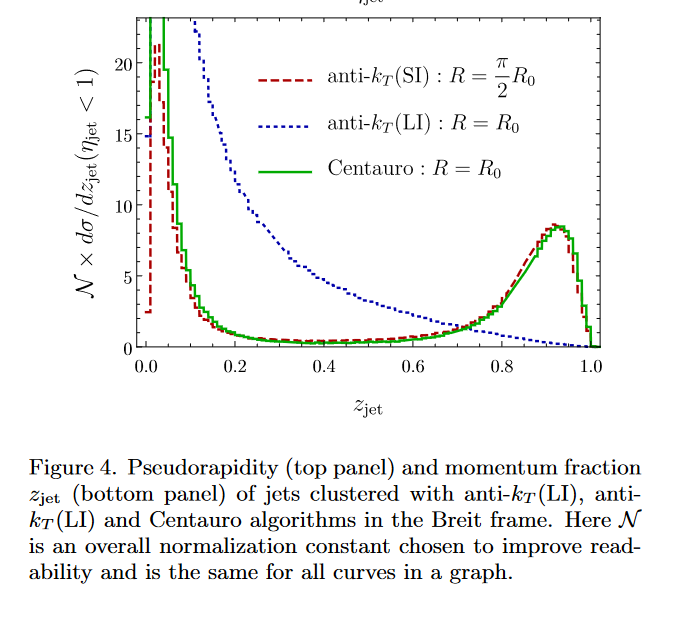 η_jet
20
15
10
5
0
𝒩 × dσ/dz_jet(η_jet < 1)
anti-k_T(SI) : R = π/2 R_0
anti-k_T(LI) : R = R_0
Centauro : R = R_0
0.0 0.2 0.4 0.6 0.8 1.0
z_jet
Figure 4. Pseudorapidity (top panel) and momentum fraction
z_jet (bottom panel) of jets clustered with anti-k_T(LI), anti-
k_T(LI) and Centauro algorithms in the Breit frame. Here 𝒩
is an overall normalization constant chosen to improve read-
ability and is the same for all curves in a graph.